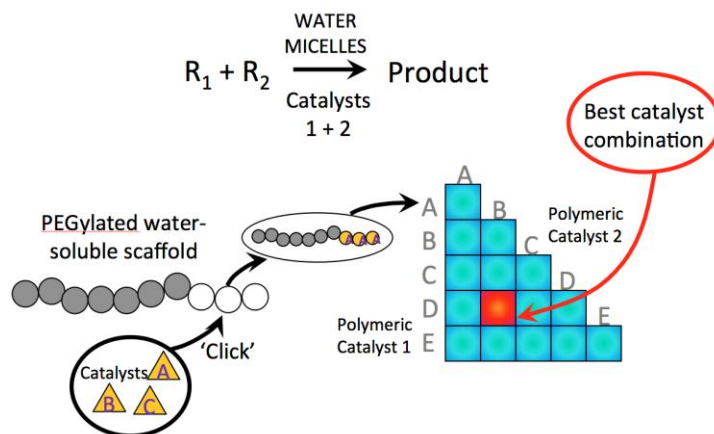 WATER
MICELLES
R1 + R2
Product
Catalysts
1 + 2
Best catalyst
combination
PEGylated water-
soluble scaffold
AAA
A
B
C
D
E
A
B
C
D
E
Polymeric
Catalyst 2
Polymeric
Catalyst 1
'Click'
Catalysts
A
B
C